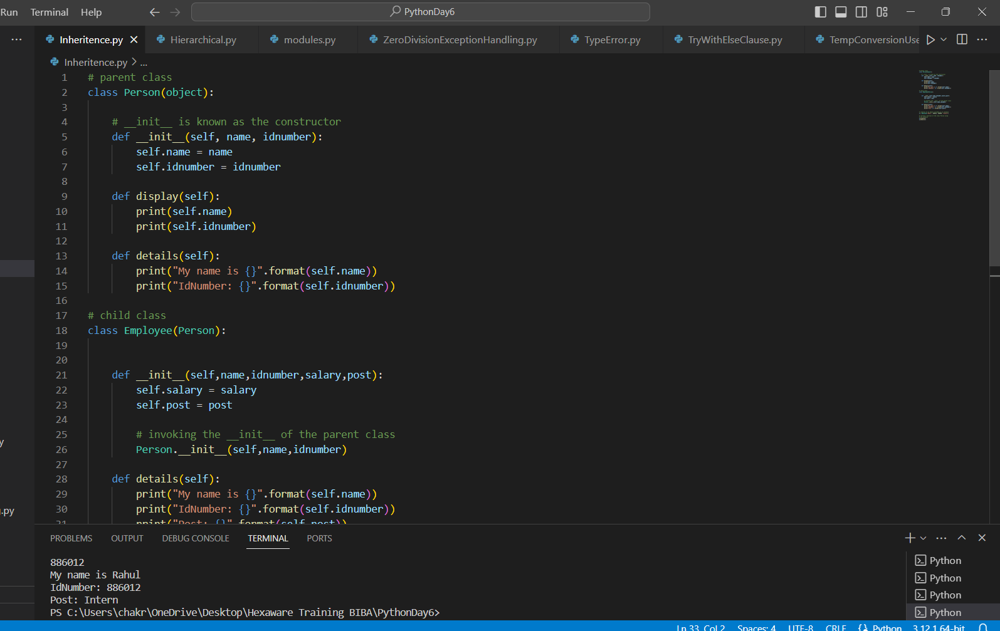 Run Terminal Help PythonDay6
Inheritence.py Hierarchical.py modules.py ZeroDivisionExceptionHandling.py TypeError.py TryWithElseClause.py TempConversionUse
Inheritence.py > ...
1 # parent class
2 class Person(object):
3
4     # __init__ is known as the constructor
5     def __init__(self, name, idnumber):
6         self.name = name
7         self.idnumber = idnumber
8
9     def display(self):
10         print(self.name)
11         print(self.idnumber)
12
13     def details(self):
14         print("My name is {}".format(self.name))
15         print("IdNumber: {}".format(self.idnumber))
16
17 # child class
18 class Employee(Person):
19
20
21     def __init__(self,name,idnumber,salary,post):
22         self.salary = salary
23         self.post = post
24
25         # invoking the __init__ of the parent class
26         Person.__init__(self,name,idnumber)
27
28     def details(self):
29         print("My name is {}".format(self.name))
30         print("IdNumber: {}".format(self.idnumber))
31         print("Post: {}".format(self.post))
y
.py
PROBLEMS OUTPUT DEBUG CONSOLE TERMINAL PORTS
886012
My name is Rahul
IdNumber: 886012
Post: Intern
PS C:\Users\chakr\OneDrive\Desktop\Hexaware Training BIBA\PythonDay6>
Python
Python
Python
Python
Ln 33, Col 2 Spaces: 4 UTF-8 CRLF Python 3.12.1 64-bit